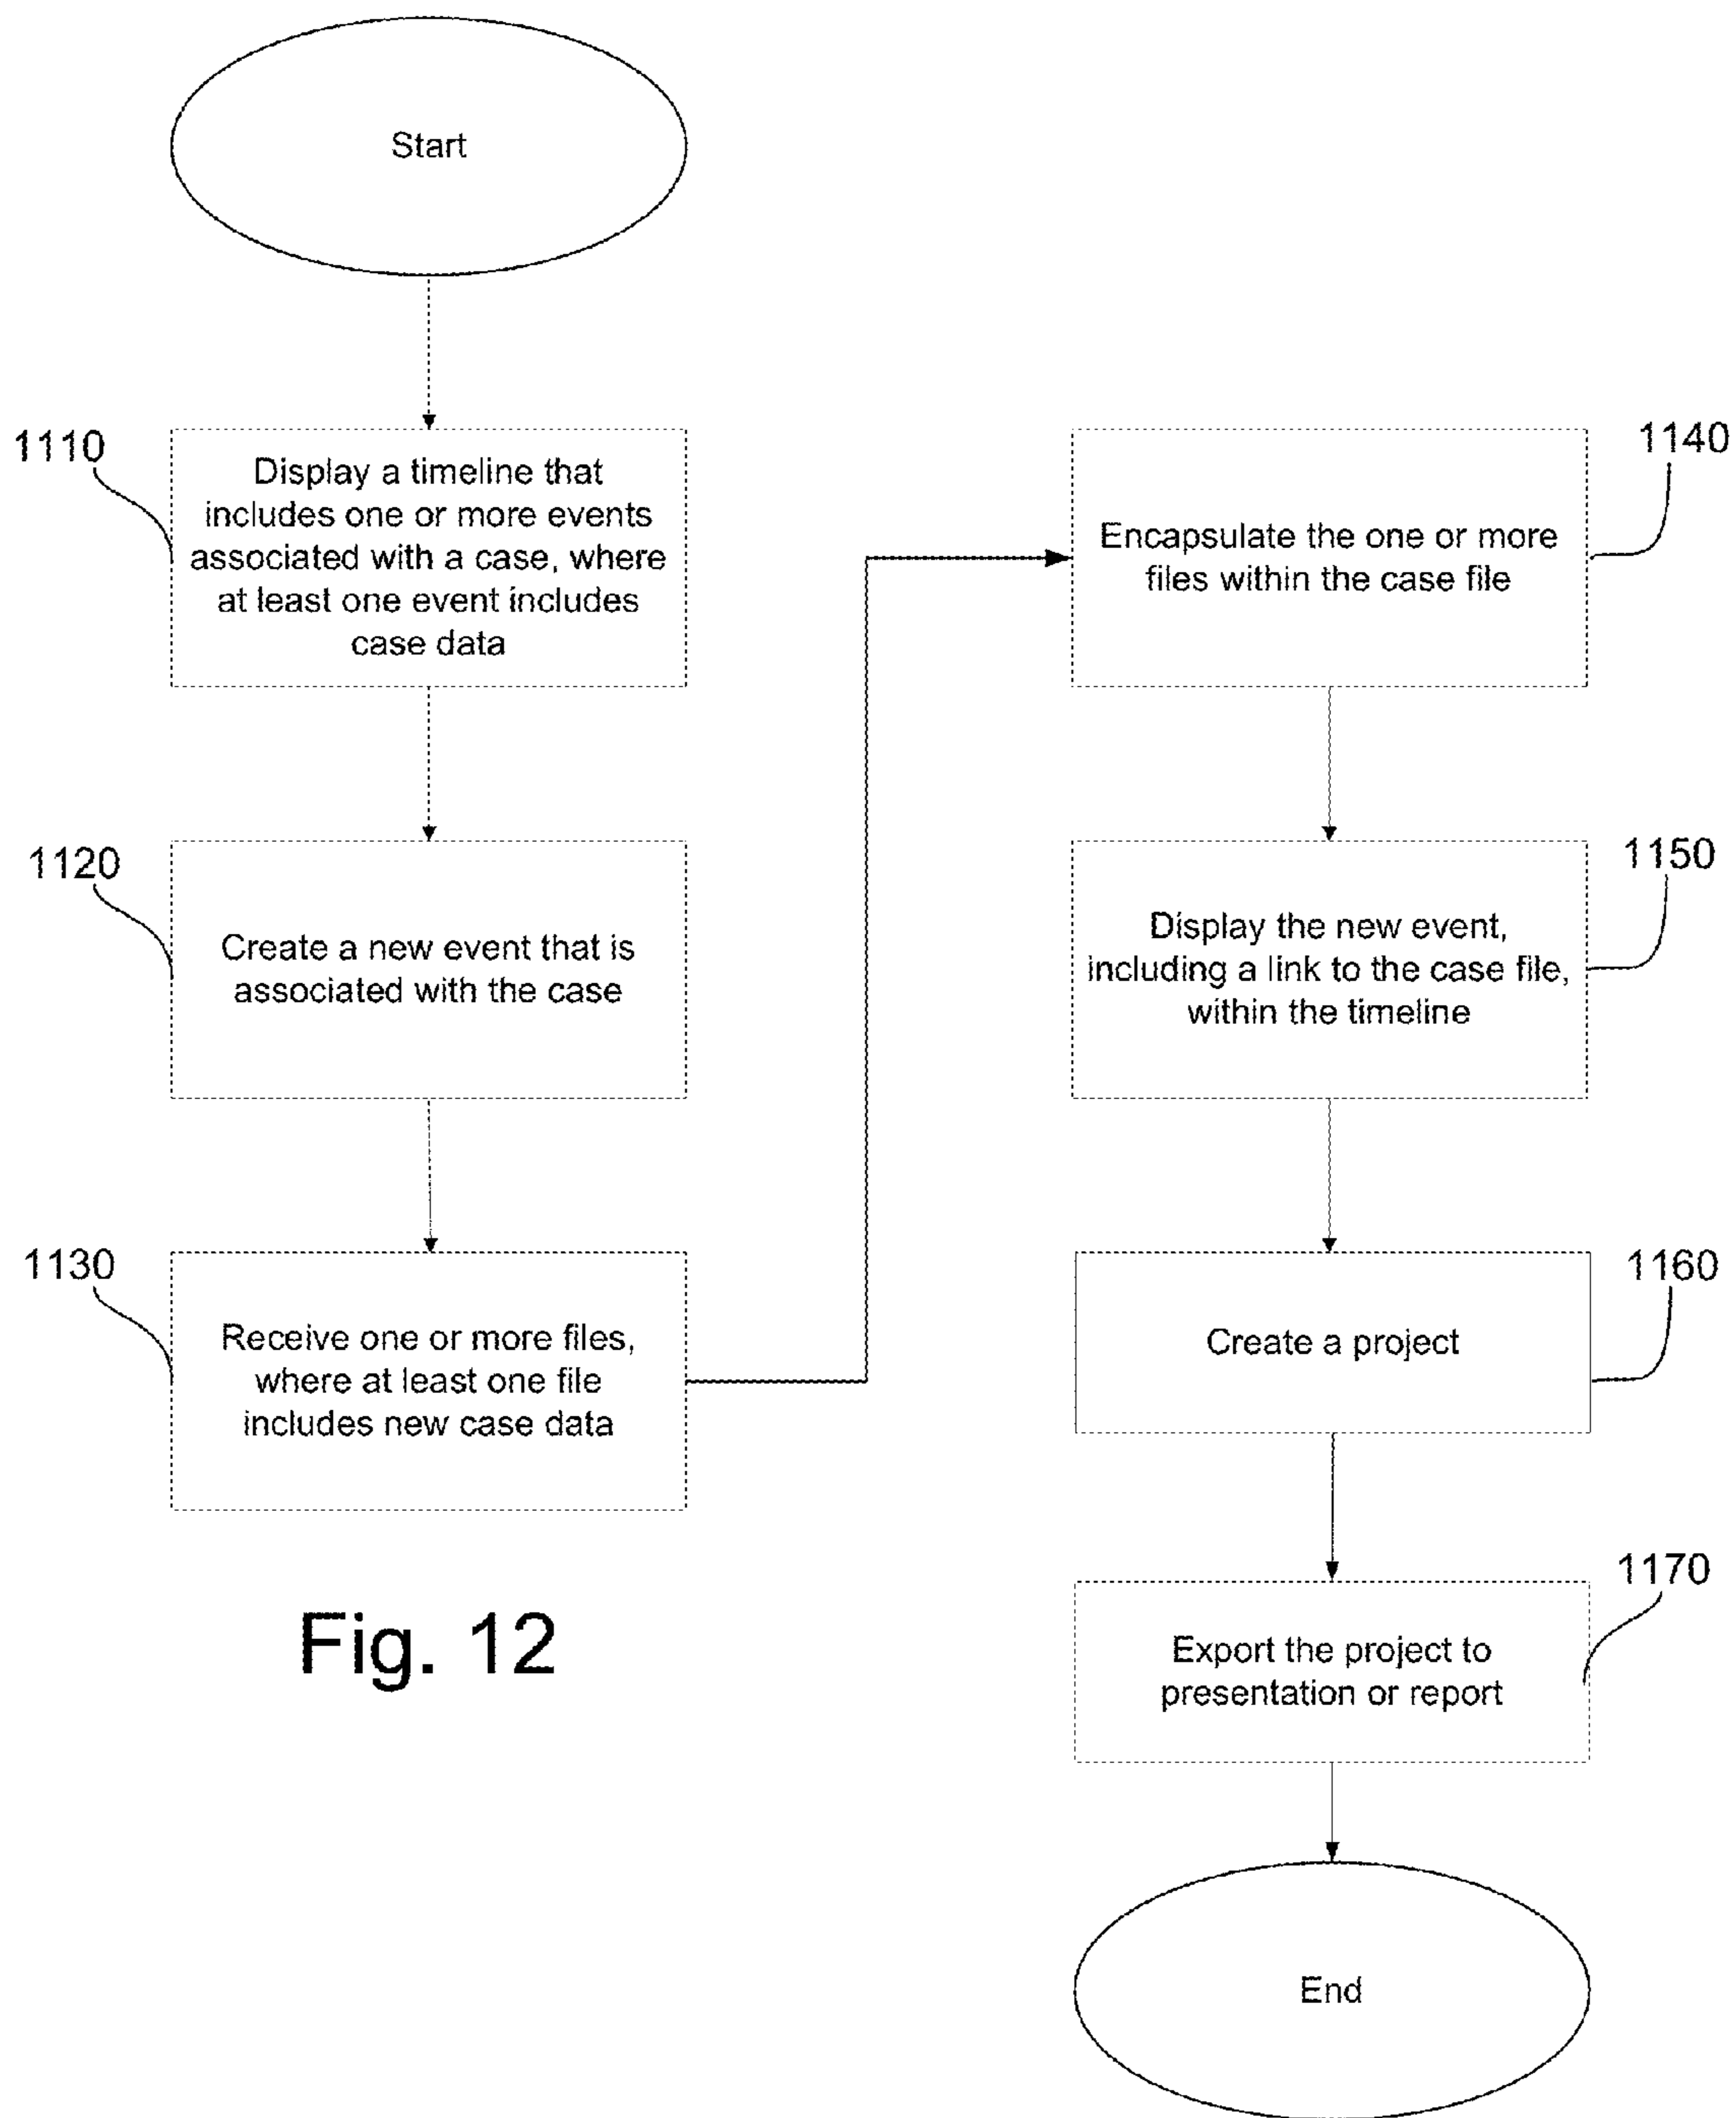 Start
1110
Display a timeline that
includes one or more events
associated with a case, where
at least one event includes
case data
1120
Create a new event that is
associated with the case
1130
Receive one or more files,
where at least one file
includes new case data
1140
Encapsulate the one or more
files within the case file
1150
Display the new event,
including a link to the case file,
within the timeline
1160
Create a project
1170
Export the project to
presentation or report
End
Fig. 12